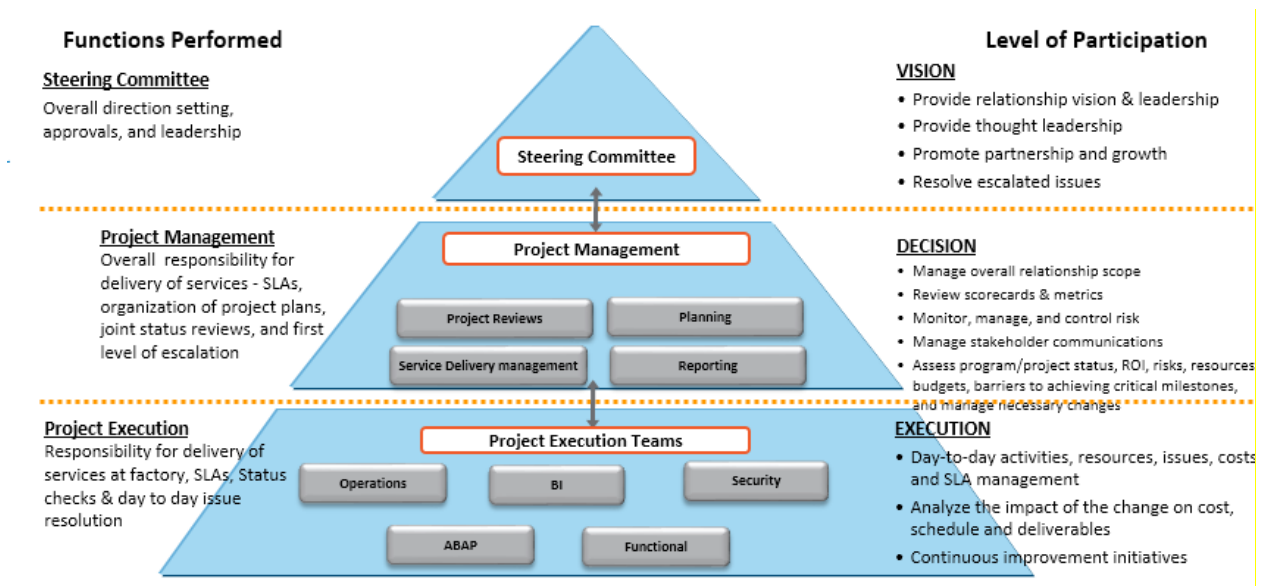 Functions Performed
Steering Committee
Overall direction setting,
approvals, and leadership
Project Management
Overall responsibility for
delivery of services - SLAs,
organization of project plans,
joint status reviews, and first
level of escalation
Project Execution
Responsibility for delivery of
services at factory, SLAs, Status
checks & day to day issue
resolution
Steering Committee
Project Management
Project Reviews
Planning
Service Delivery management
Reporting
Project Execution Teams
Operations
BI
Security
ABAP
Functional
Level of Participation
VISION
• Provide relationship vision & leadership
• Provide thought leadership
• Promote partnership and growth
• Resolve escalated issues
DECISION
• Manage overall relationship scope
• Review scorecards & metrics
• Monitor, manage, and control risk
• Manage stakeholder communications
• Assess program/project status, ROI, risks, resources
budgets, barriers to achieving critical milestones,
and manage necessary changes
EXECUTION
• Day-to-day activities, resources, issues, costs
and SLA management
• Analyze the impact of the change on cost,
schedule and deliverables
• Continuous improvement initiatives